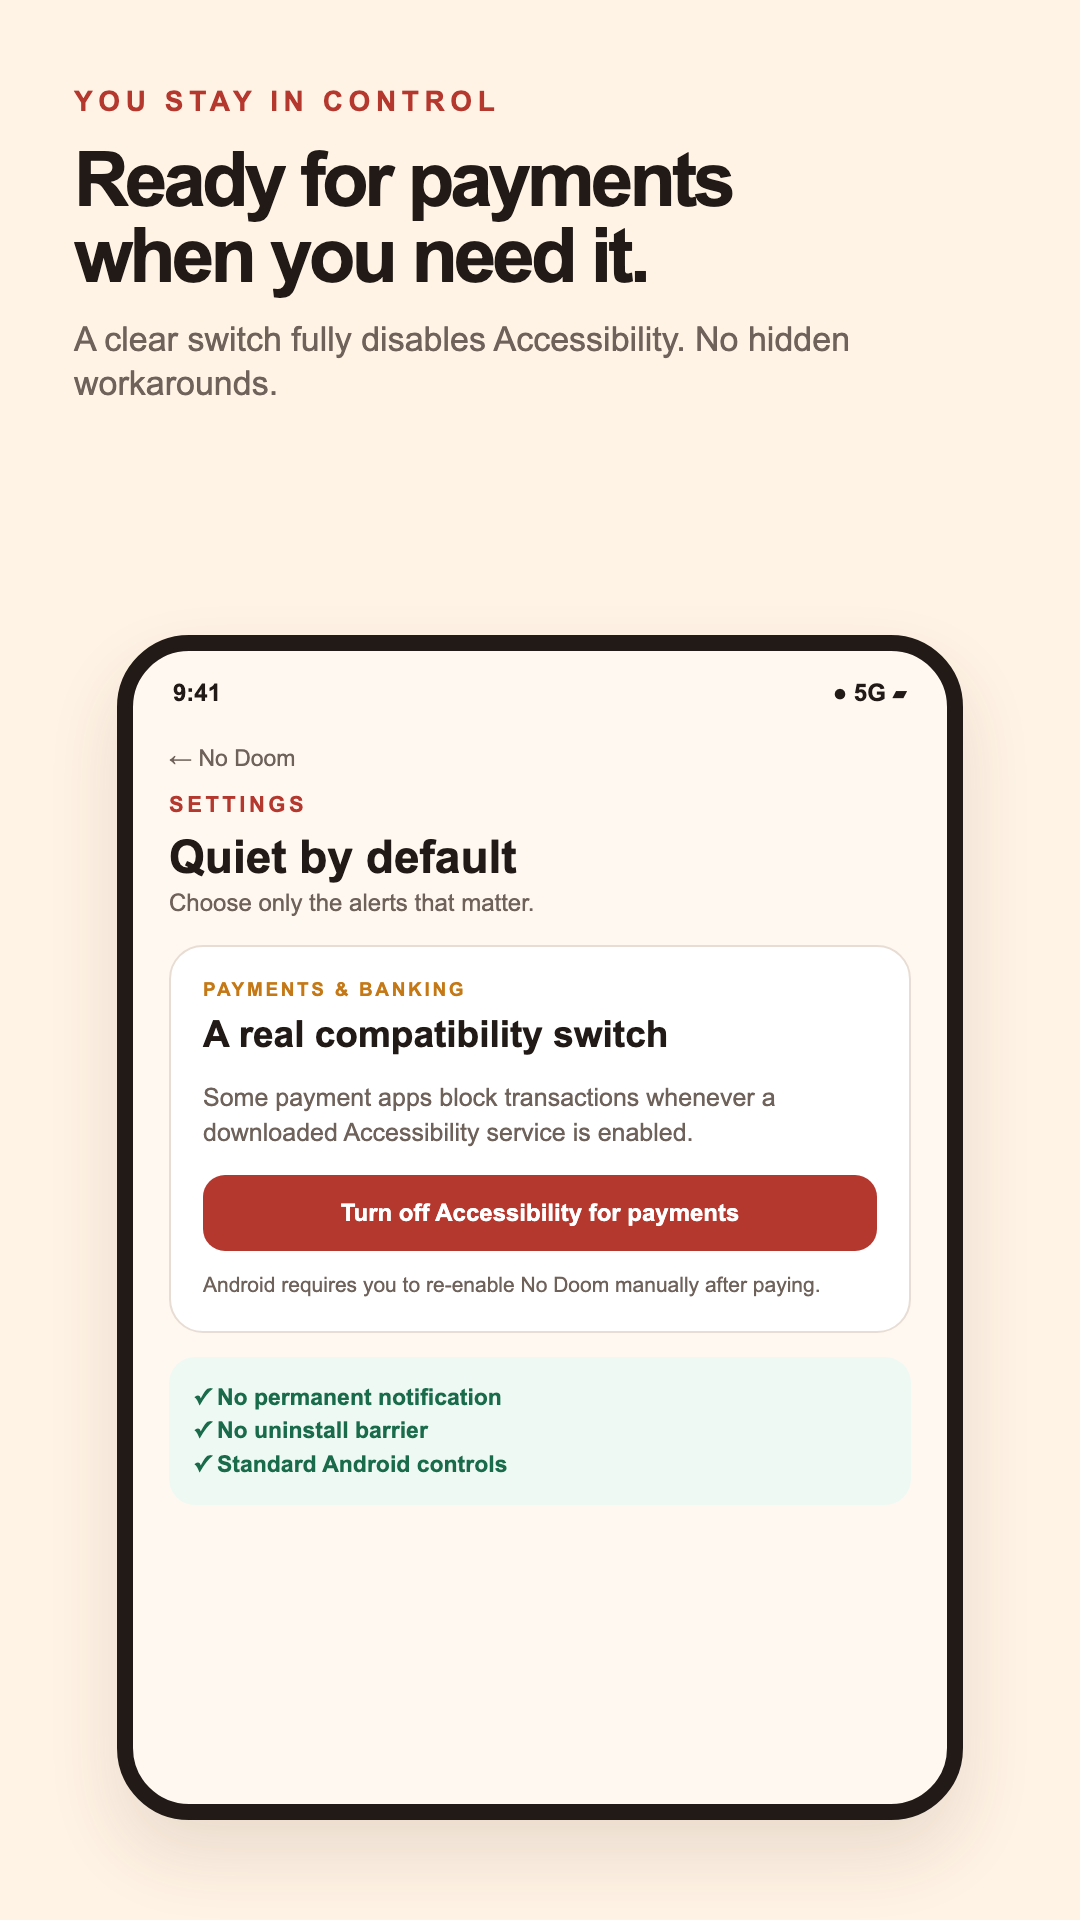 YOU STAY IN CONTROL
Ready for payments
when you need it.
A clear switch fully disables Accessibility. No hidden
workarounds.
9:41
● 5G ▰
← No Doom
SETTINGS
Quiet by default
Choose only the alerts that matter.
PAYMENTS & BANKING
A real compatibility switch
Some payment apps block transactions whenever a
downloaded Accessibility service is enabled.
Turn off Accessibility for payments
Android requires you to re-enable No Doom manually after paying.
✓ No permanent notification
✓ No uninstall barrier
✓ Standard Android controls